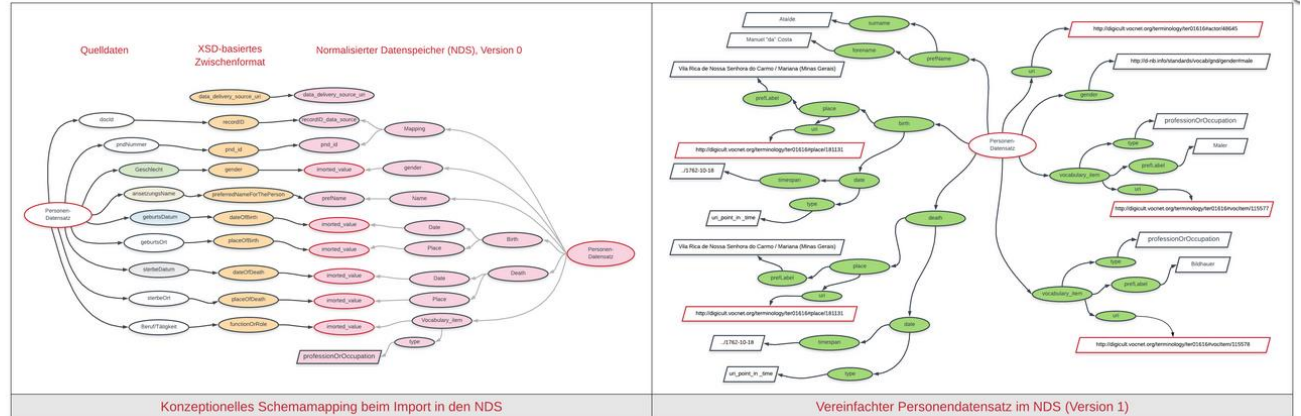 Quelldaten
XSD-basiertes
Zwischenformat
Normalisierter Datenspeicher (NDS), Version 0
data_delivery_source_uri
data_delivery_source_uri
docId
recordID
recordID_data_source
Mapping
pndNummer
pnd_id
pnd_id
Geschlecht
gender
imorted_value
gender
ansetzungsName
preferredNameForThePerson
prefName
Name
Personen-
Datensatz
geburtsDatum
dateOfBirth
imorted_value
Date
Birth
geburtsOrt
placeOfBirth
imorted_value
Place
Personen-
Datensatz
sterbeDatum
dateOfDeath
imorted_value
Date
Death
sterbeOrt
placeOfDeath
imorted_value
Place
Beruf/Tätigkeit
functionOrRole
imorted_value
Vocabulary_item
type
professionOrOccupation
Konzeptionelles Schemamapping beim Import in den NDS
Ataíde
surname
Manuel "da" Costa
forename
prefName
Vila Rica de Nossa Senhora do Carmo / Mariana (Minas Gerais)
prefLabel
place
uri
birth
http://digicult.vocnet.org/terminology/ter01616#place/181131
../1762-10-18
timespan
date
type
uri_point_in_time
death
Vila Rica de Nossa Senhora do Carmo / Mariana (Minas Gerais)
prefLabel
place
uri
http://digicult.vocnet.org/terminology/ter01616#place/181131
../1762-10-18
timespan
date
uri_point_in _time
type
Personen-
Datensatz
http://digicult.vocnet.org/terminology/ter01616#actor/48645
uri
http://d-nb.info/standards/vocab/gnd/gender#male
gender
professionOrOccupation
type
Maler
prefLabel
vocabulary_item
uri
http://digicult.vocnet.org/terminology/ter01616#vocItem/115577
professionOrOccupation
type
Bildhauer
prefLabel
vocabulary_item
uri
http://digicult.vocnet.org/terminology/ter01616#vocItem/115578
Vereinfachter Personendatensatz im NDS (Version 1)